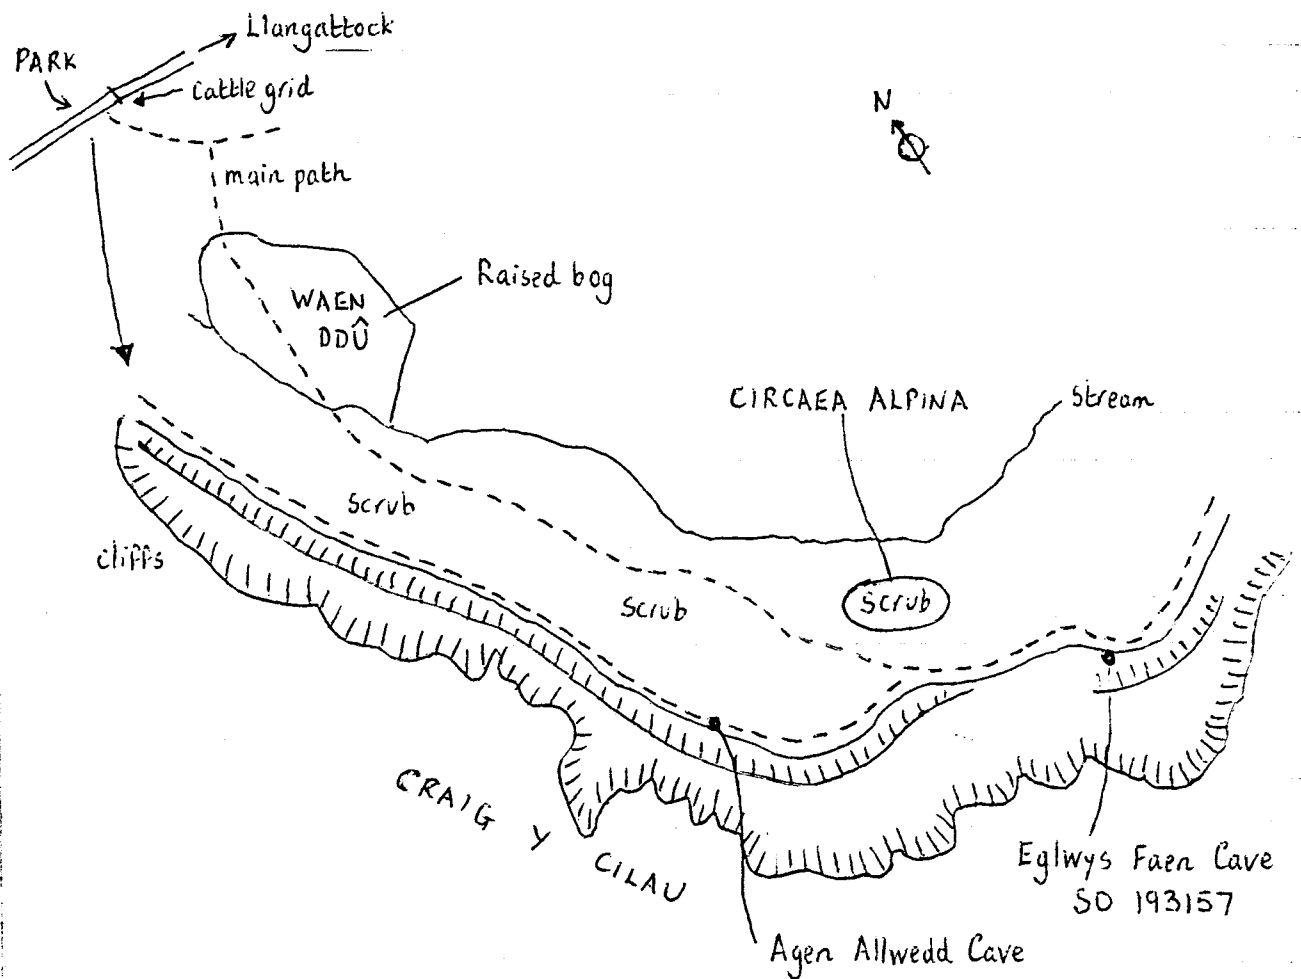 Llangattock
PARK
Cattle grid
N
main path
Raised bog
WAEN
DDÛ
CIRCAEA ALPINA
Stream
Scrub
Cliffs
Scrub
Scrub
CRAIG Y CILAU
Eglwys Faen Cave
SO 193157
Agen Allwedd Cave